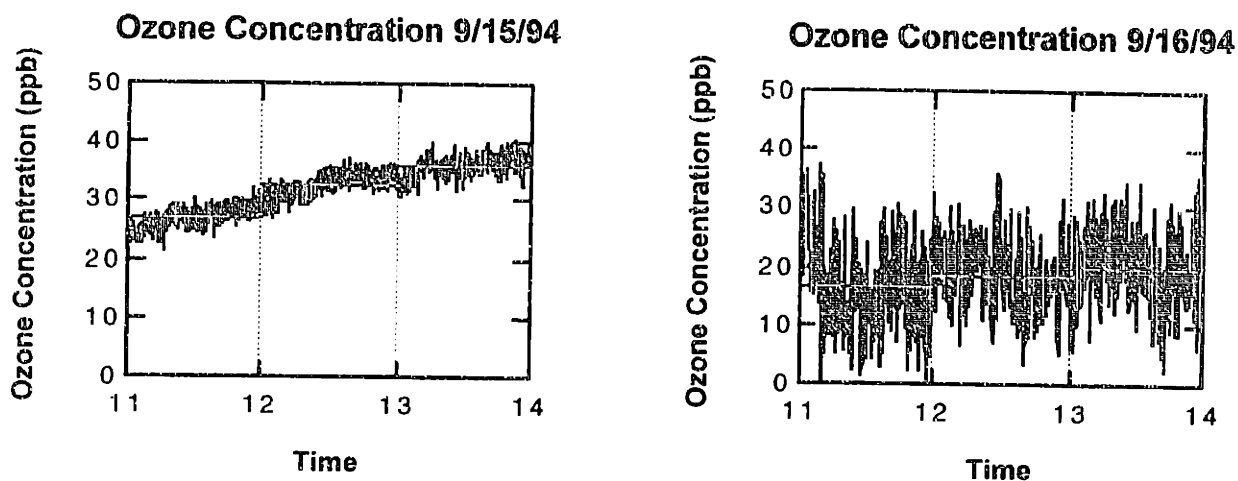 Ozone Concentration 9/15/94
Ozone Concentration (ppb)
50
40
30
20
10
0
11 12 13 14
Time
Ozone Concentration 9/16/94
Ozone Concentration (ppb)
50
40
30
20
10
0
11 12 13 14
Time